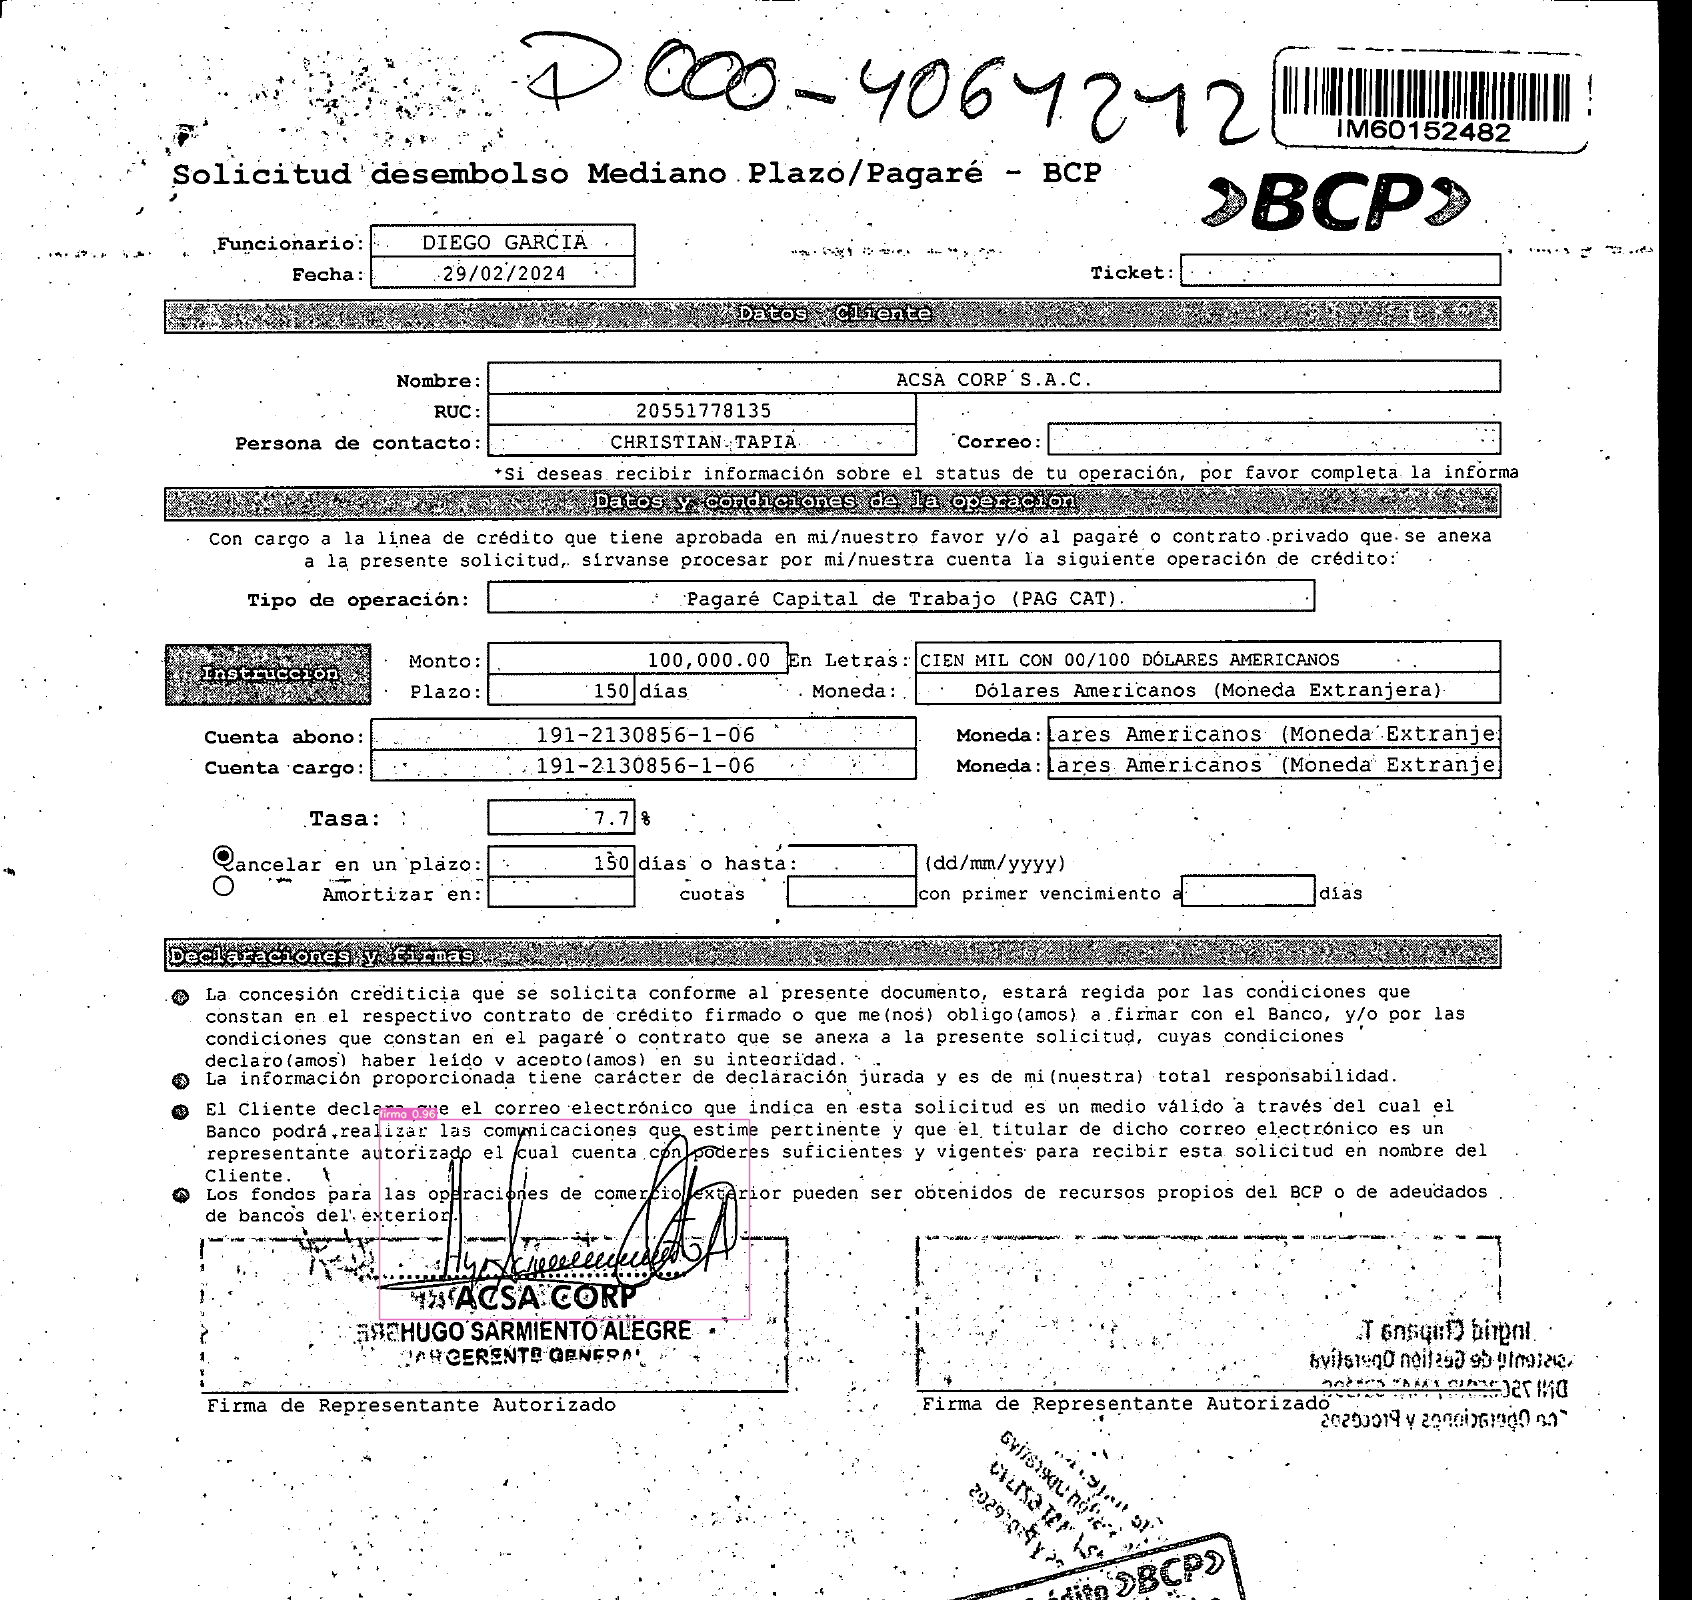 D000-4064242
IM60152482
Solicitud desembolso Mediano Plazo/Pagaré - BCP
BCP
Funcionario: DIEGO GARCIA
Fecha: 29/02/2024
Ticket:
Datos Cliente
Nombre: ACSA CORP S.A.C.
RUC: 20551778135
Persona de contacto: CHRISTIAN TAPIA Correo:
*Si deseas recibir información sobre el status de tu operación, por favor completa la informa
Datos y condiciones de la operación
Con cargo a la línea de crédito que tiene aprobada en mi/nuestro favor y/o al pagaré o contrato privado que se anexa
a la presente solicitud, sírvanse procesar por mi/nuestra cuenta la siguiente operación de crédito:
Tipo de operación: Pagaré Capital de Trabajo (PAG CAT).
Instrucción
Monto: 100,000.00 En Letras: CIEN MIL CON 00/100 DÓLARES AMERICANOS
Plazo: 150 días Moneda: Dólares Americanos (Moneda Extranjera)
Cuenta abono: 191-2130856-1-06 Moneda: lares Americanos (Moneda Extranje
Cuenta cargo: 191-2130856-1-06 Moneda: lares Americanos (Moneda Extranje
Tasa: 7.7 %
ancelar en un plazo: 150 días o hasta: (dd/mm/yyyy)
Amortizar en: cuotas con primer vencimiento a días
Declaraciones y firmas
La concesión crediticia que se solicita conforme al presente documento, estará regida por las condiciones que
constan en el respectivo contrato de crédito firmado o que me(nos) obligo(amos) a firmar con el Banco, y/o por las
condiciones que constan en el pagaré o contrato que se anexa a la presente solicitud, cuyas condiciones
declaro(amos) haber leído y acepto(amos) en su integridad.
La información proporcionada tiene carácter de declaración jurada y es de mi(nuestra) total responsabilidad.
El Cliente declara que el correo electrónico que indica en esta solicitud es un medio válido a través del cual el
firma 0.96
Banco podrá realizar las comunicaciones que estime pertinente y que el titular de dicho correo electrónico es un
representante autorizado el cual cuenta con poderes suficientes y vigentes para recibir esta solicitud en nombre del
Cliente.
Los fondos para las operaciones de comercio exterior pueden ser obtenidos de recursos propios del BCP o de adeudados
de bancos del exterior.
ACSA CORP
HUGO SARMIENTO ALEGRE
GERENTE GENERAL
Ingrid Chipana T.
Gestión Operativa
Operaciones y Procesos
Firma de Representante Autorizado Firma de Representante Autorizado
BCP